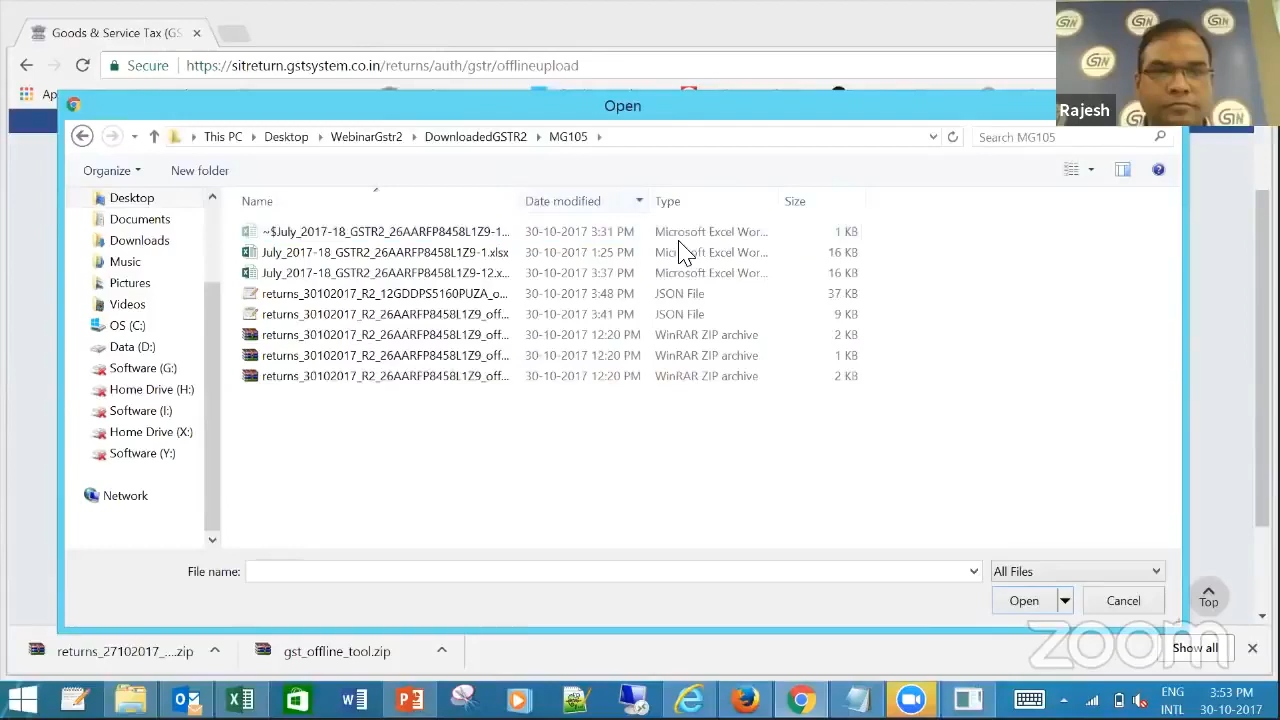 Goods & Service Tax (GS
Secure
https://sitreturn.gstsystem.co.in/returns/auth/gstr/offlineupload
Ap
Rajesh
Open
This PC
Desktop
WebinarGstr2
DownloadedGSTR2
MG105
Search MG105
Organize
New folder
Name
Date modified
Type
Size
Desktop
Documents
Downloads
Music
Pictures
Videos
OS (C:)
Data (D:)
Software (G:)
Home Drive (H:)
Software (I:)
Home Drive (X:)
Software (Y:)
Network
~$July_2017-18_GSTR2_26AARFP8458L1Z9-1... 30-10-2017 3:31 PM Microsoft Excel Wor... 1 KB
July_2017-18_GSTR2_26AARFP8458L1Z9-1.xlsx 30-10-2017 1:25 PM Microsoft Excel Wor... 16 KB
July_2017-18_GSTR2_26AARFP8458L1Z9-12.x... 30-10-2017 3:37 PM Microsoft Excel Wor... 16 KB
returns_30102017_R2_12GDDPS5160PUZA_o... 30-10-2017 3:48 PM JSON File 37 KB
returns_30102017_R2_26AARFP8458L1Z9_off... 30-10-2017 3:41 PM JSON File 9 KB
returns_30102017_R2_26AARFP8458L1Z9_off... 30-10-2017 12:20 PM WinRAR ZIP archive 2 KB
returns_30102017_R2_26AARFP8458L1Z9_off... 30-10-2017 12:20 PM WinRAR ZIP archive 1 KB
returns_30102017_R2_26AARFP8458L1Z9_off... 30-10-2017 12:20 PM WinRAR ZIP archive 2 KB
File name:
All Files
Open
Cancel
Top
zoom
returns_27102017_....zip
gst_offline_tool.zip
Show all
ENG
INTL
3:53 PM
30-10-2017